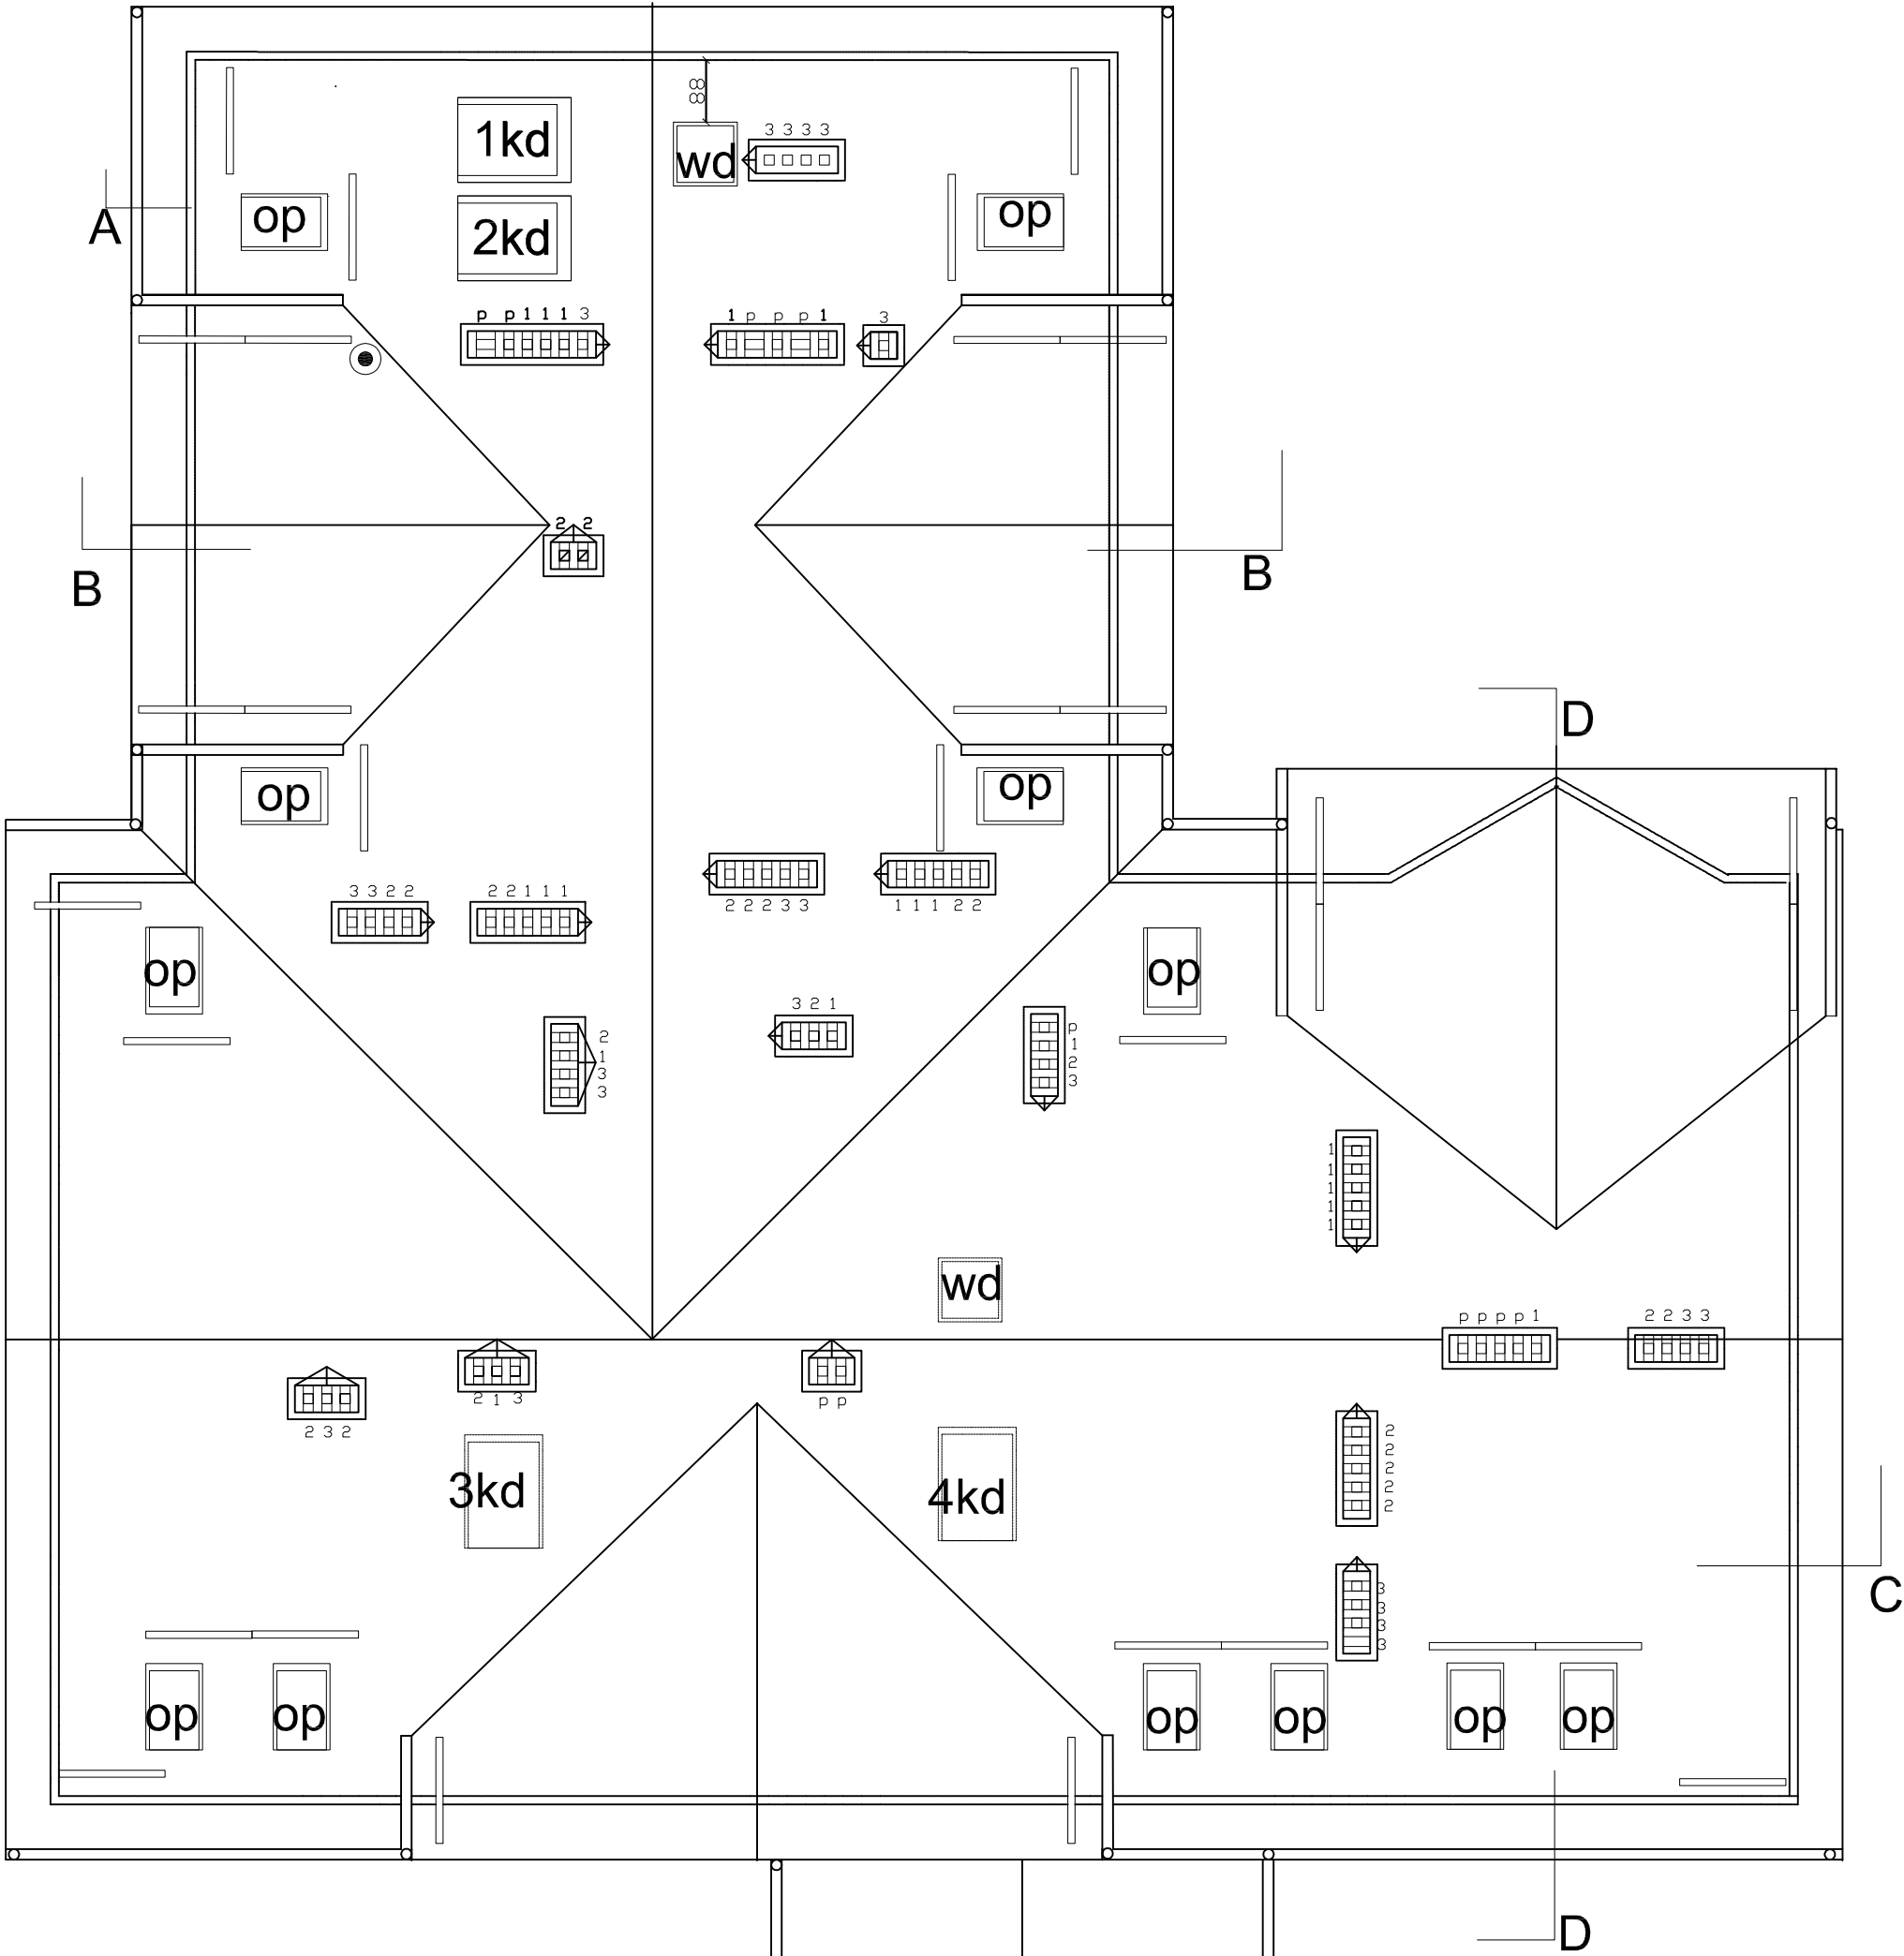 88
1kd
wd
3 3 3 3
2kd
A
op
op
p p 1 1 1 3
1 p p p 1
3
2 2
B
B
D
op
op
3 3 2 2
2 2 1 1 1
2 2 2 3 3
1 1 1 2 2
op
op
3 2 1
2
1
3
3
p
1
2
3
1
1
1
1
1
wd
p p p p 1
2 2 3 3
2 3 2
2 1 3
p p
3kd
4kd
2
2
2
2
2
3
3
3
3
C
op
op
op
op
op
op
D